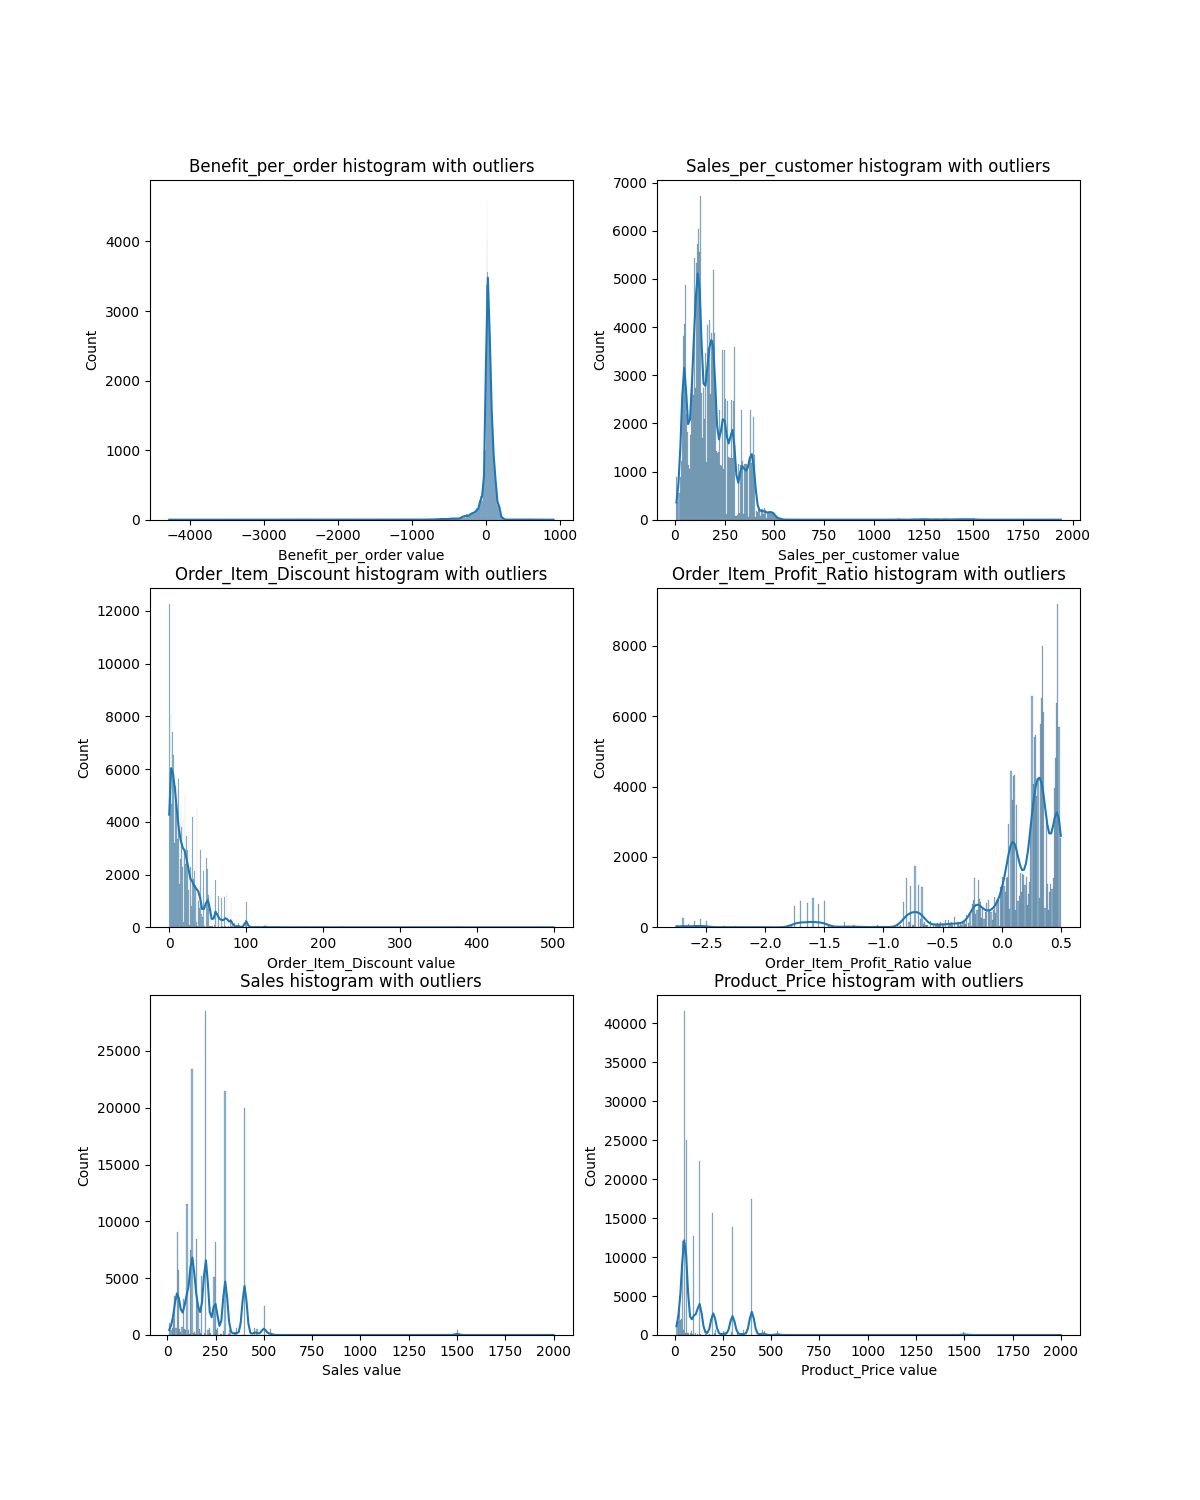 Benefit_per_order histogram with outliers
4000
3000
2000
1000
0
Count
−4000 −3000 −2000 −1000 0 1000
Benefit_per_order value
Sales_per_customer histogram with outliers
7000
6000
5000
4000
3000
2000
1000
0
Count
0 250 500 750 1000 1250 1500 1750 2000
Sales_per_customer value
Order_Item_Discount histogram with outliers
12000
10000
8000
6000
4000
2000
0
Count
0 100 200 300 400 500
Order_Item_Discount value
Order_Item_Profit_Ratio histogram with outliers
8000
6000
4000
2000
0
Count
−2.5 −2.0 −1.5 −1.0 −0.5 0.0 0.5
Order_Item_Profit_Ratio value
Sales histogram with outliers
25000
20000
15000
10000
5000
0
Count
0 250 500 750 1000 1250 1500 1750 2000
Sales value
Product_Price histogram with outliers
40000
35000
30000
25000
20000
15000
10000
5000
0
Count
0 250 500 750 1000 1250 1500 1750 2000
Product_Price value